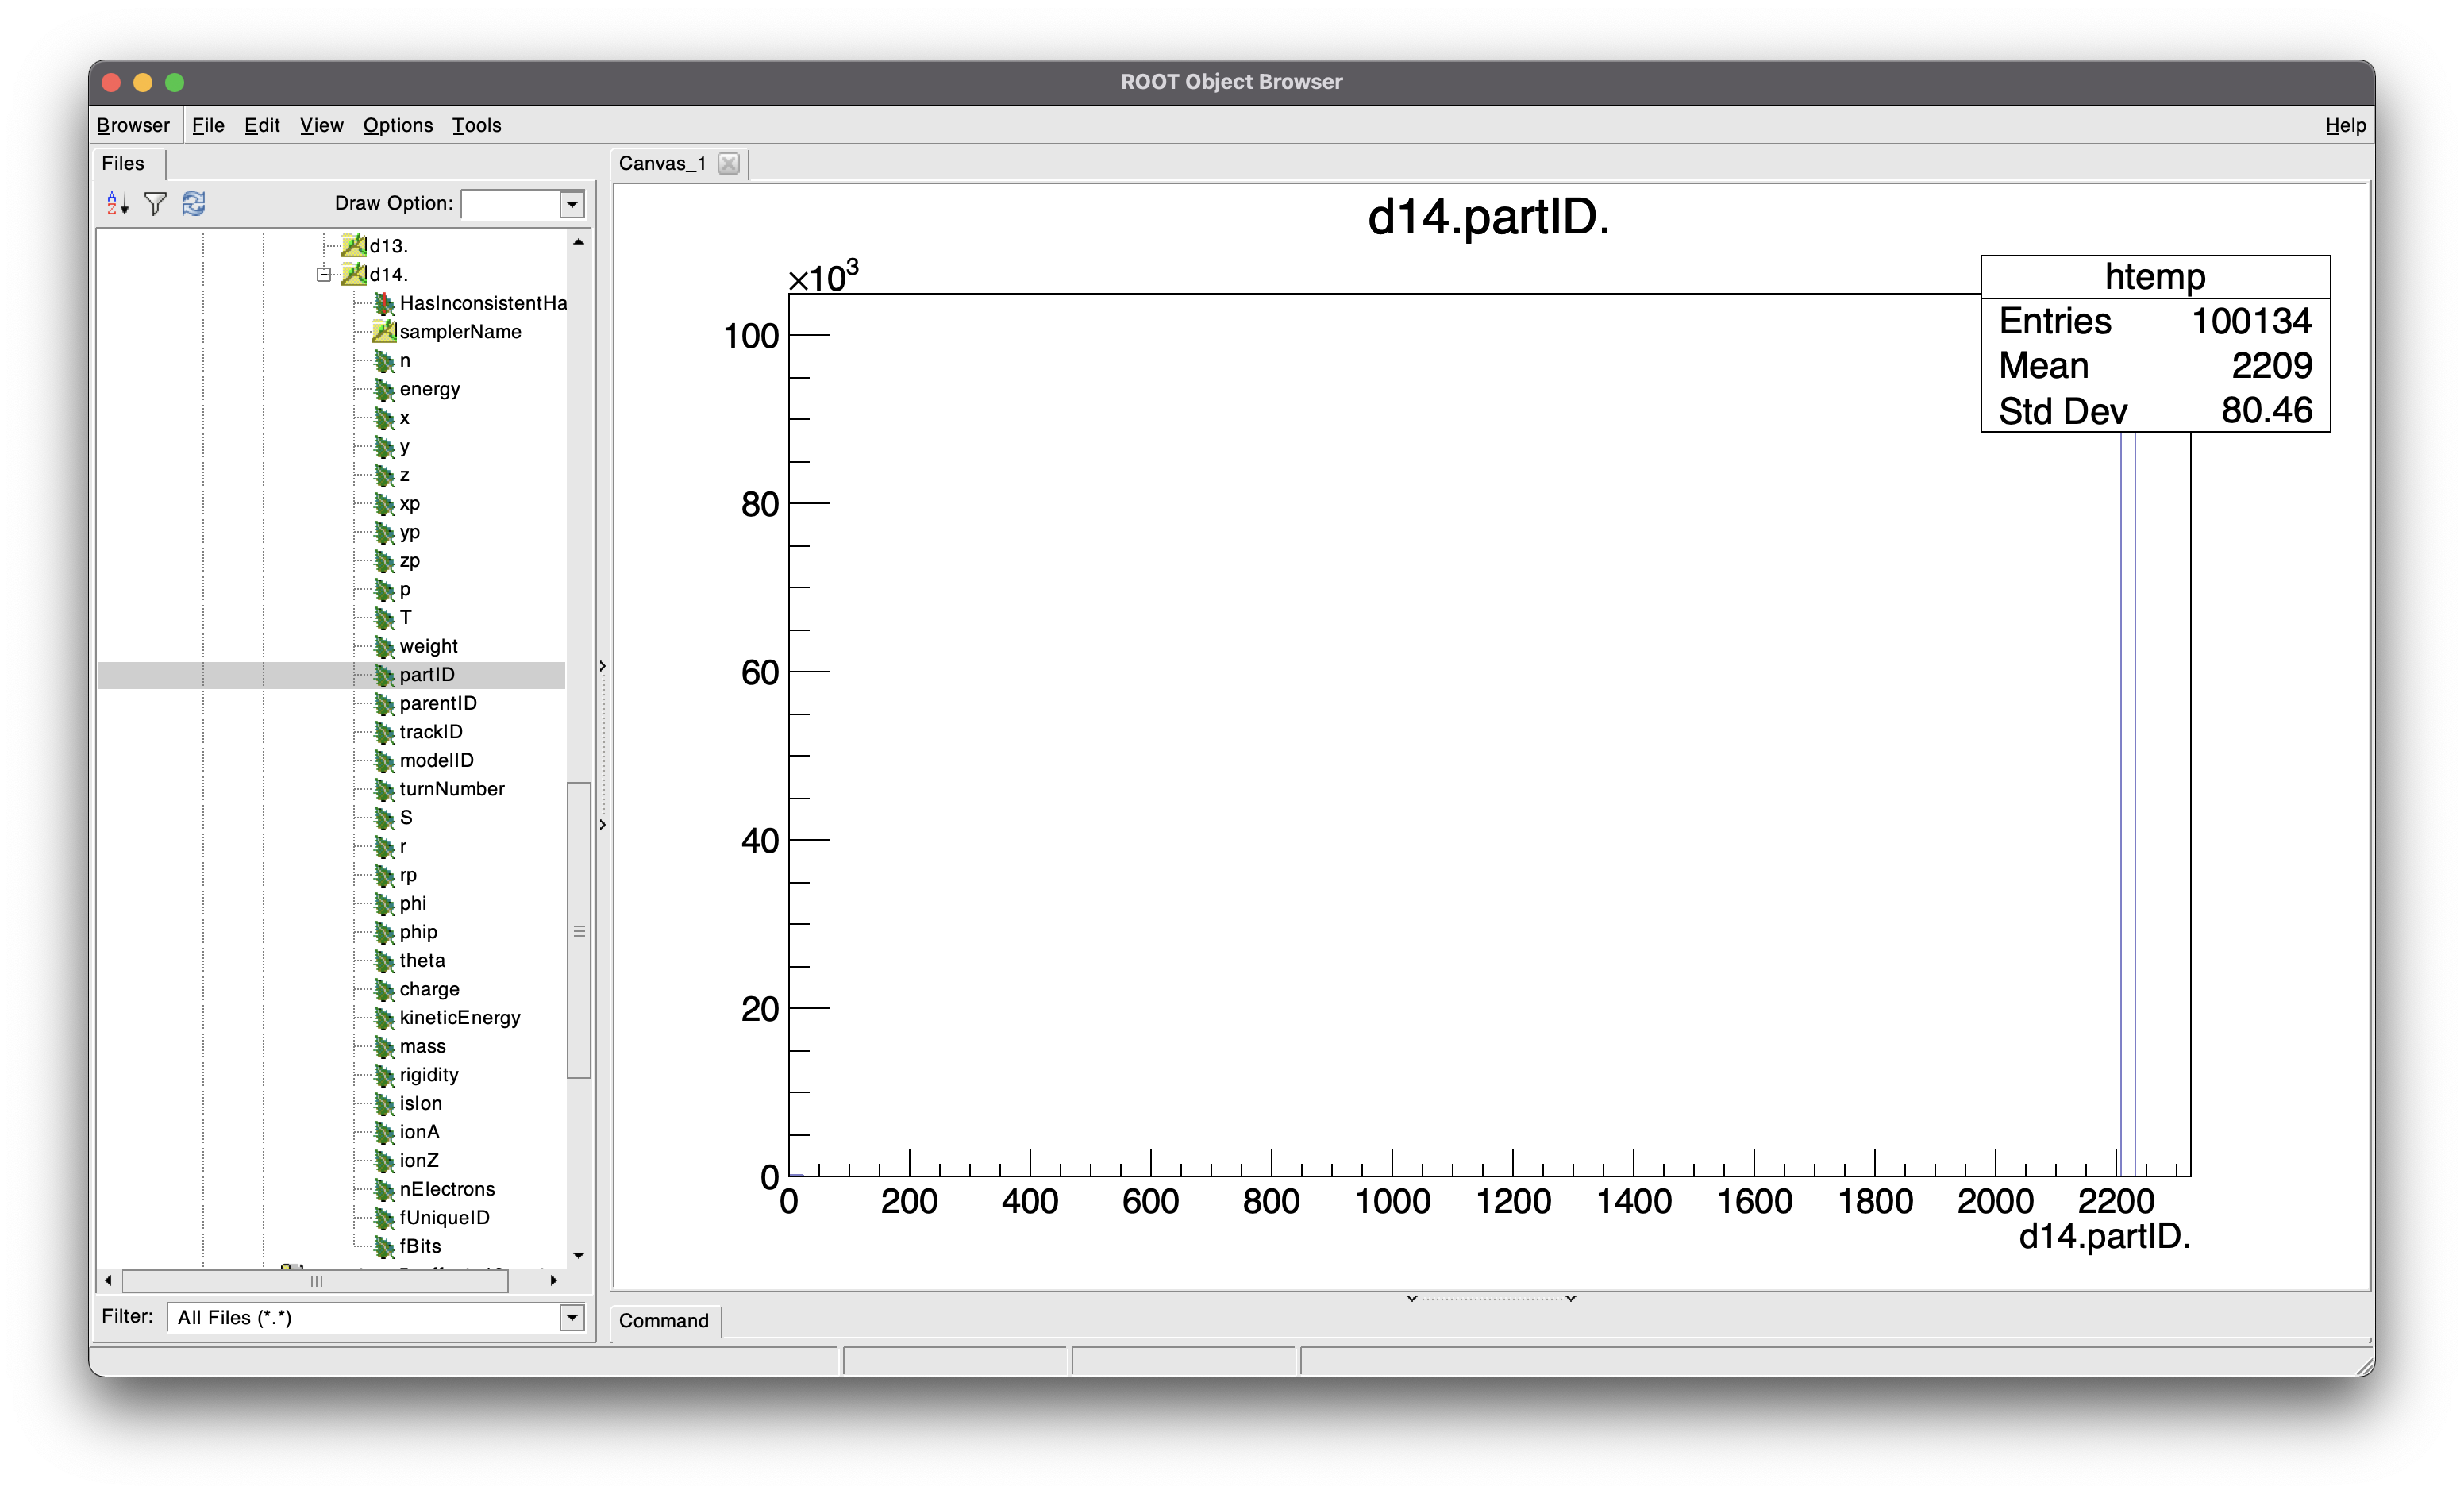 ROOT Object Browser
Browser File Edit View Options Tools Help
Files
Draw Option:
d13.
d14.
HasInconsistentHa
samplerName
n
energy
x
y
z
xp
yp
zp
p
T
weight
partID
parentID
trackID
modelID
turnNumber
S
r
rp
phi
phip
theta
charge
kineticEnergy
mass
rigidity
isIon
ionA
ionZ
nElectrons
fUniqueID
fBits
Filter: All Files (*.*)
Canvas_1
d14.partID.
×10³
htemp
Entries 100134
Mean 2209
Std Dev 80.46
100
80
60
40
20
0
0 200 400 600 800 1000 1200 1400 1600 1800 2000 2200
d14.partID.
Command